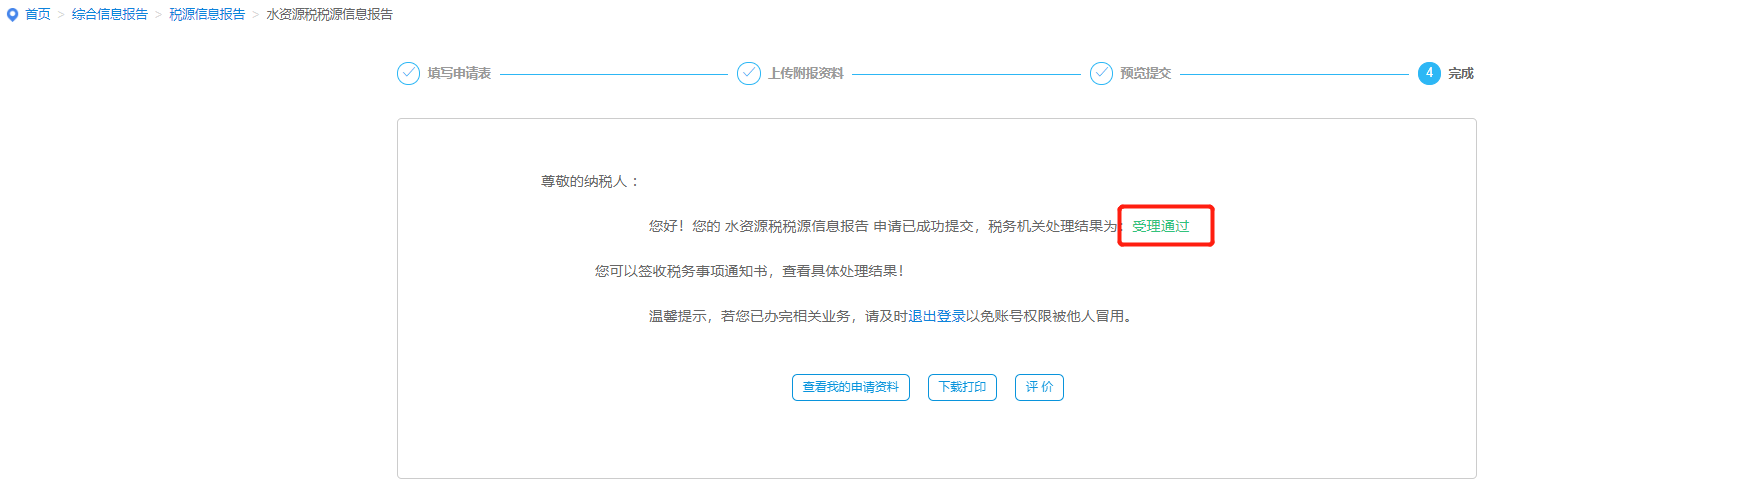 首页 > 综合信息报告 > 税源信息报告 > 水资源税税源信息报告
填写申请表 上传附报资料 预览提交 4 完成
尊敬的纳税人：
您好！您的 水资源税税源信息报告 申请已成功提交，税务机关处理结果为：受理通过
您可以签收税务事项通知书，查看具体处理结果！
温馨提示，若您已办完相关业务，请及时退出登录以免账号权限被他人冒用。
查看我的申请资料 下载打印 评 价